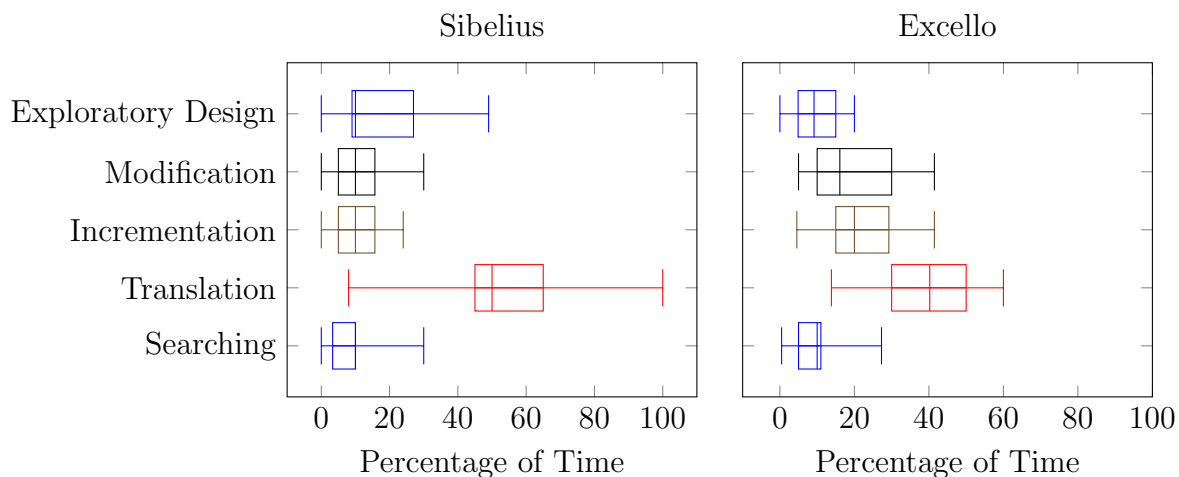 Sibelius
Excello
Exploratory Design
Modification
Incrementation
Translation
Searching
0 20 40 60 80 100
0 20 40 60 80 100
Percentage of Time
Percentage of Time